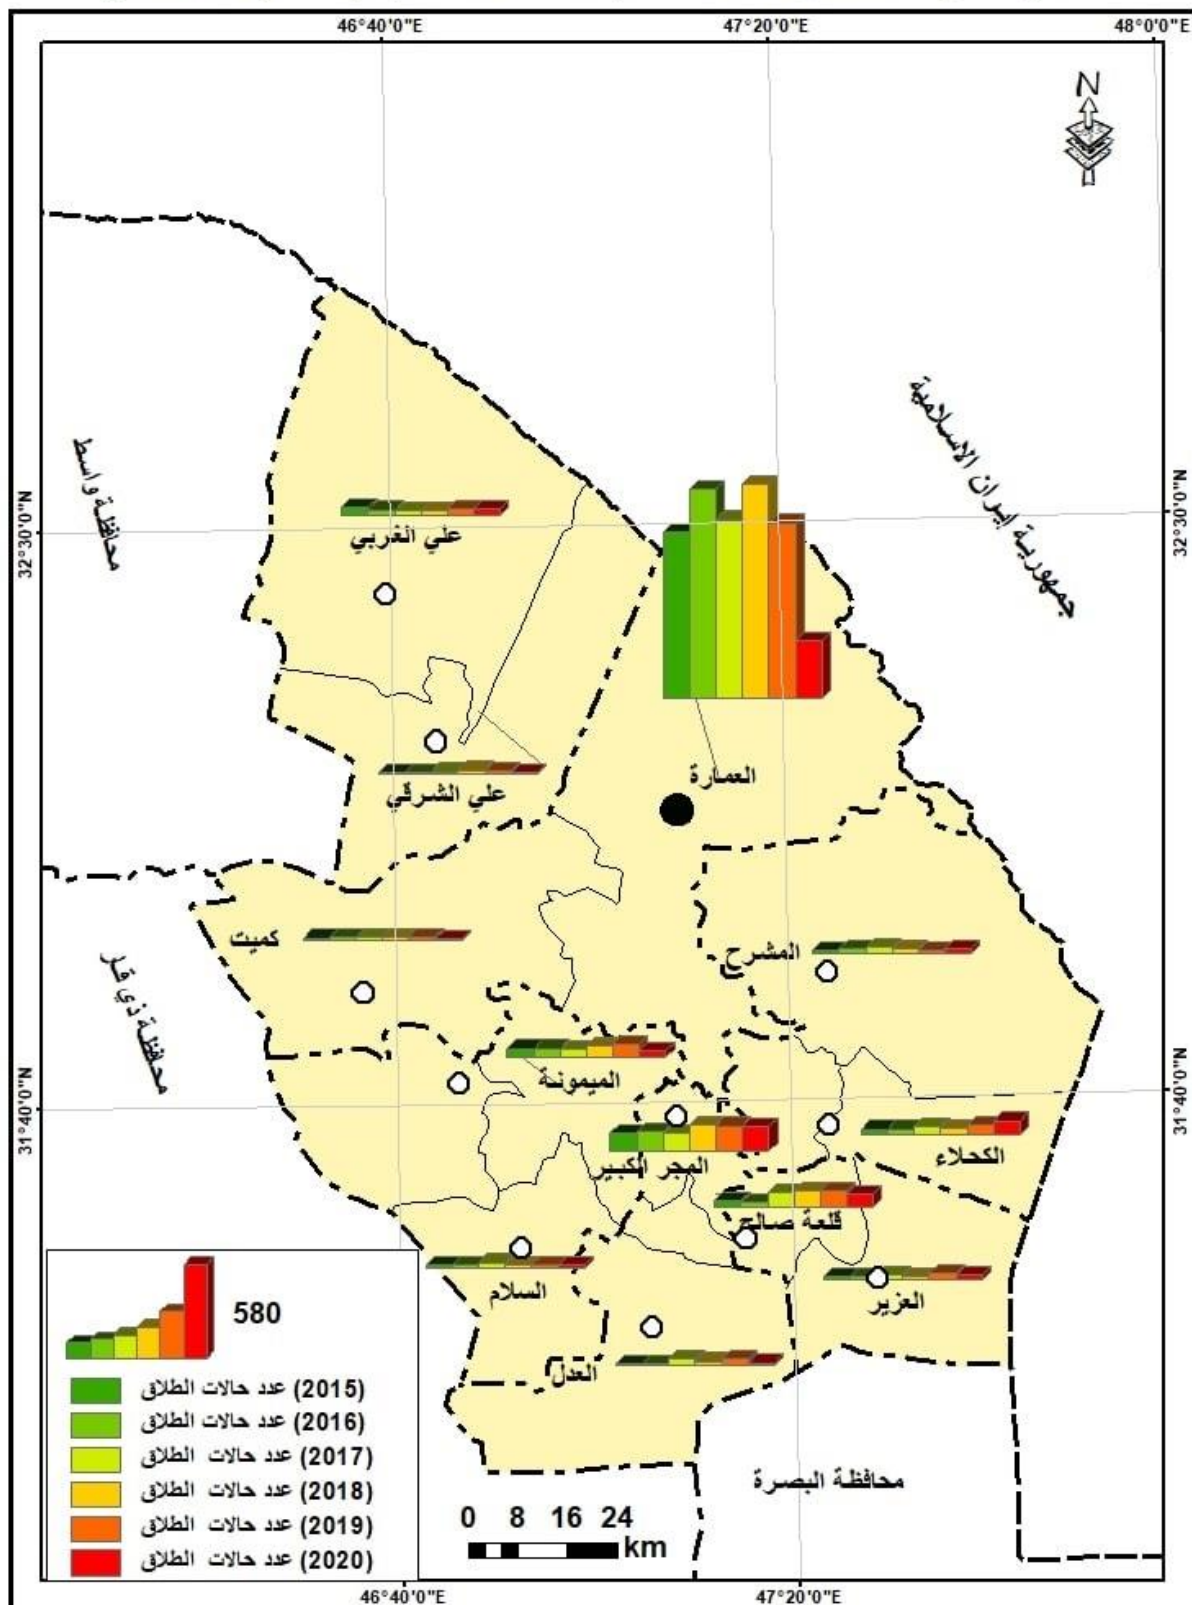 46°40'0"E
47°20'0"E
48°0'0"E
N
جمهورية إيران الاسلامية
محافظة واسط
32°30'0"N
32°30'0"N
علي الغربي
العمارة
علي الشرقي
كميت
المشرح
محافظة ذي قار
الميمونة
31°40'0"N
31°40'0"N
المجر الكبير
الكحلاء
قلعة صالح
السلام
العزير
العدل
580
عدد حالات الطلاق (2015)
عدد حالات الطلاق (2016)
عدد حالات الطلاق (2017)
عدد حالات الطلاق (2018)
عدد حالات الطلاق (2019)
عدد حالات الطلاق (2020)
محافظة البصرة
0 8 16 24
km
46°40'0"E
47°20'0"E